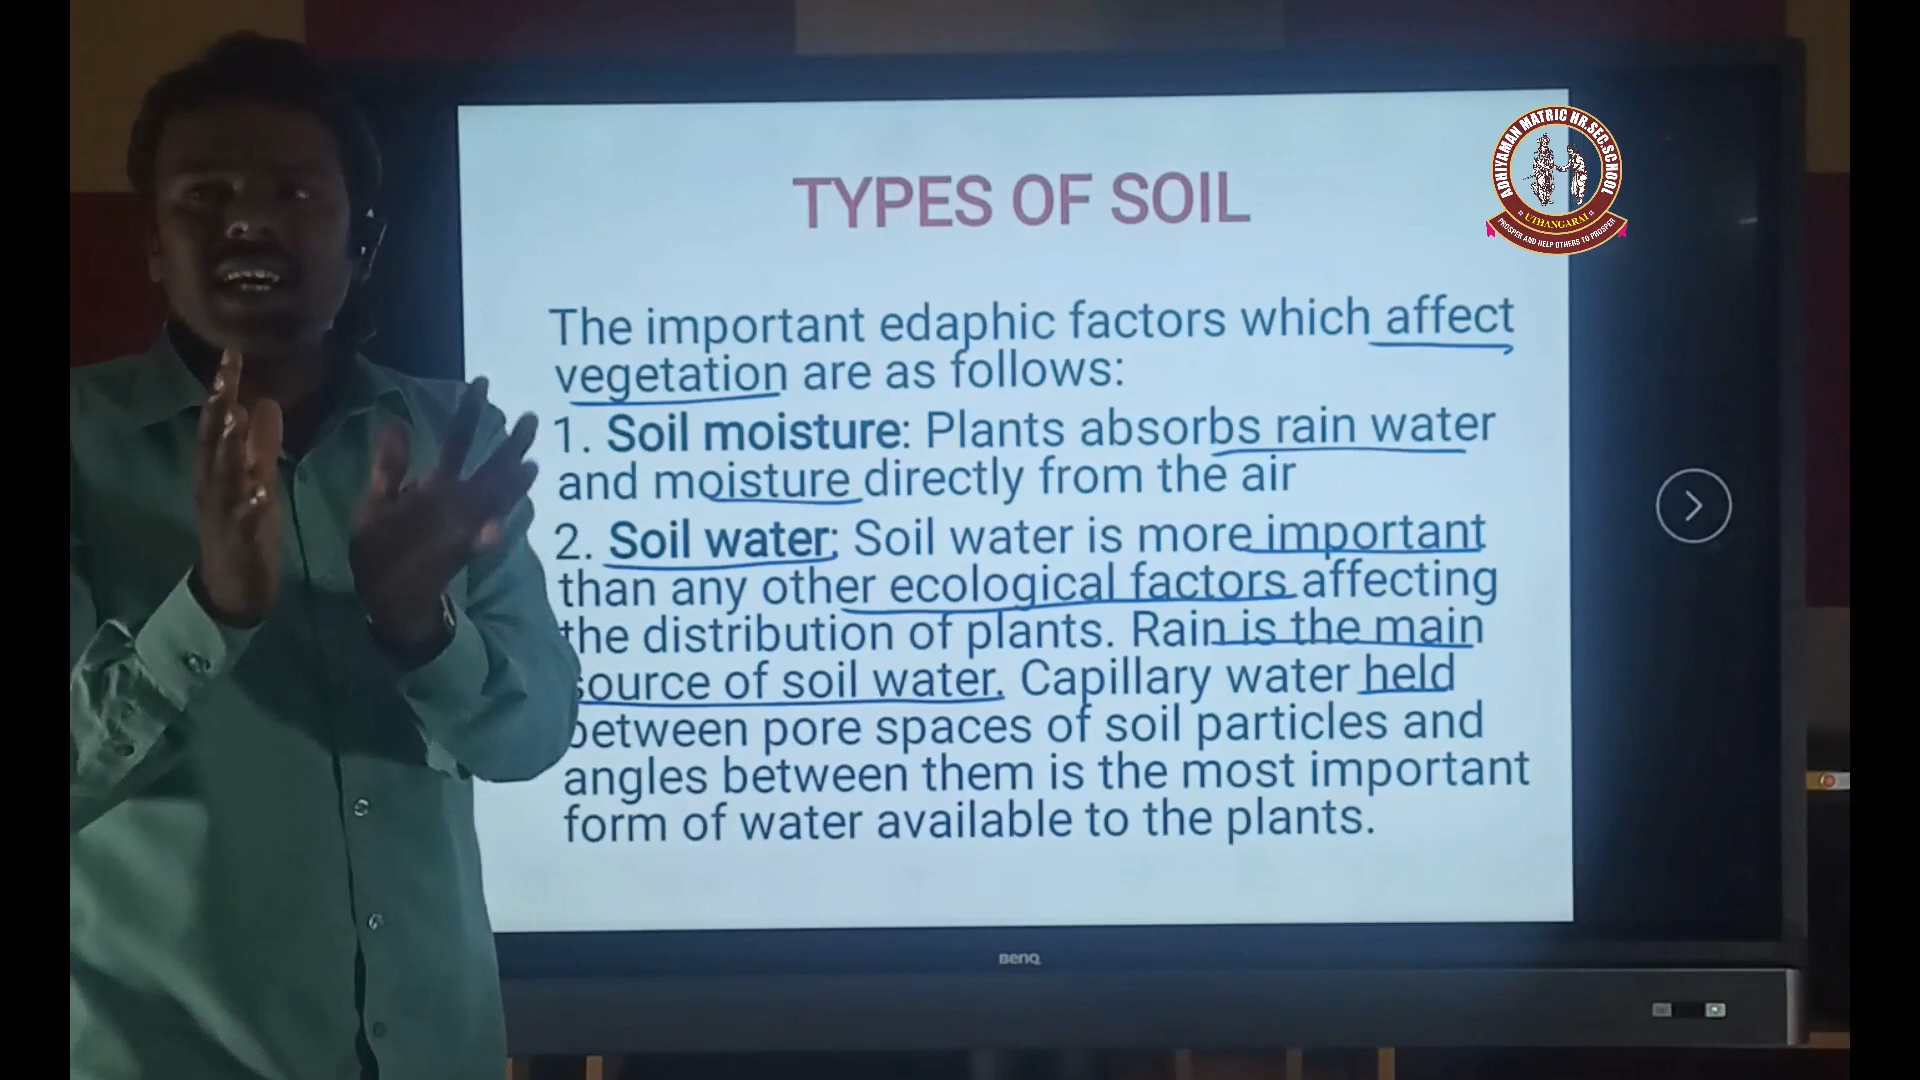 TYPES OF SOIL
ADHIYAMAN MATRIC HR.SEC.SCHOOL
UTHANGARAI
PROSPER AND HELP OTHERS TO PROSPER
The important edaphic factors which affect
vegetation are as follows:
1. Soil moisture: Plants absorbs rain water
and moisture directly from the air
2. Soil water: Soil water is more important
than any other ecological factors affecting
the distribution of plants. Rain is the main
source of soil water. Capillary water held
between pore spaces of soil particles and
angles between them is the most important
form of water available to the plants.
BenQ